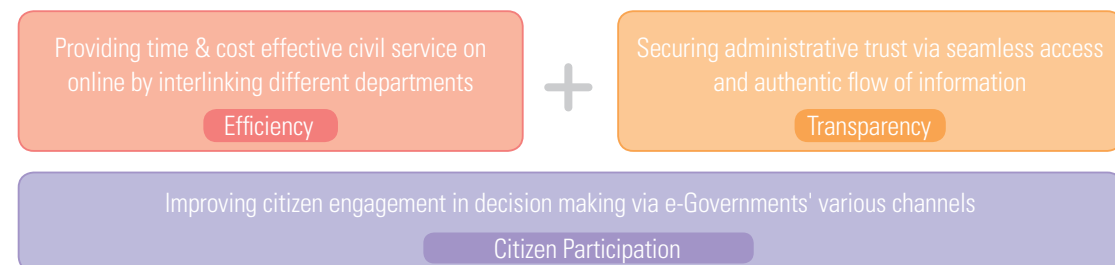 Providing time & cost effective civil service on
online by interlinking different departments
Efficiency
+
Securing administrative trust via seamless access
and authentic flow of information
Transparency
Improving citizen engagement in decision making via e-Governments' various channels
Citizen Participation